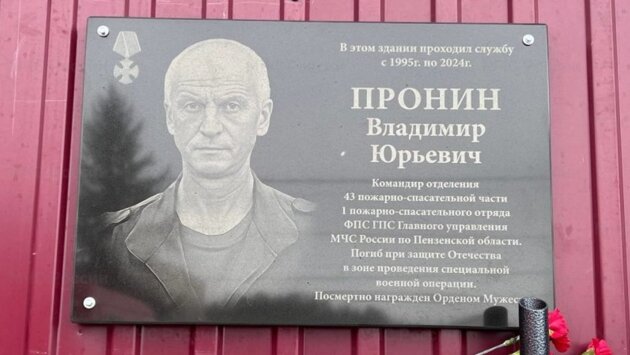 В этом здании проходил службу
с 1995г. по 2024г.
ПРОНИН
Владимир
Юрьевич
Командир отделения
43 пожарно-спасательной части
1 пожарно-спасательного отряда
ФПС ГПС Главного управления
МЧС России по Пензенской области.
Погиб при защите Отечества
в зоне проведения специальной
военной операции.
Посмертно награжден Орденом